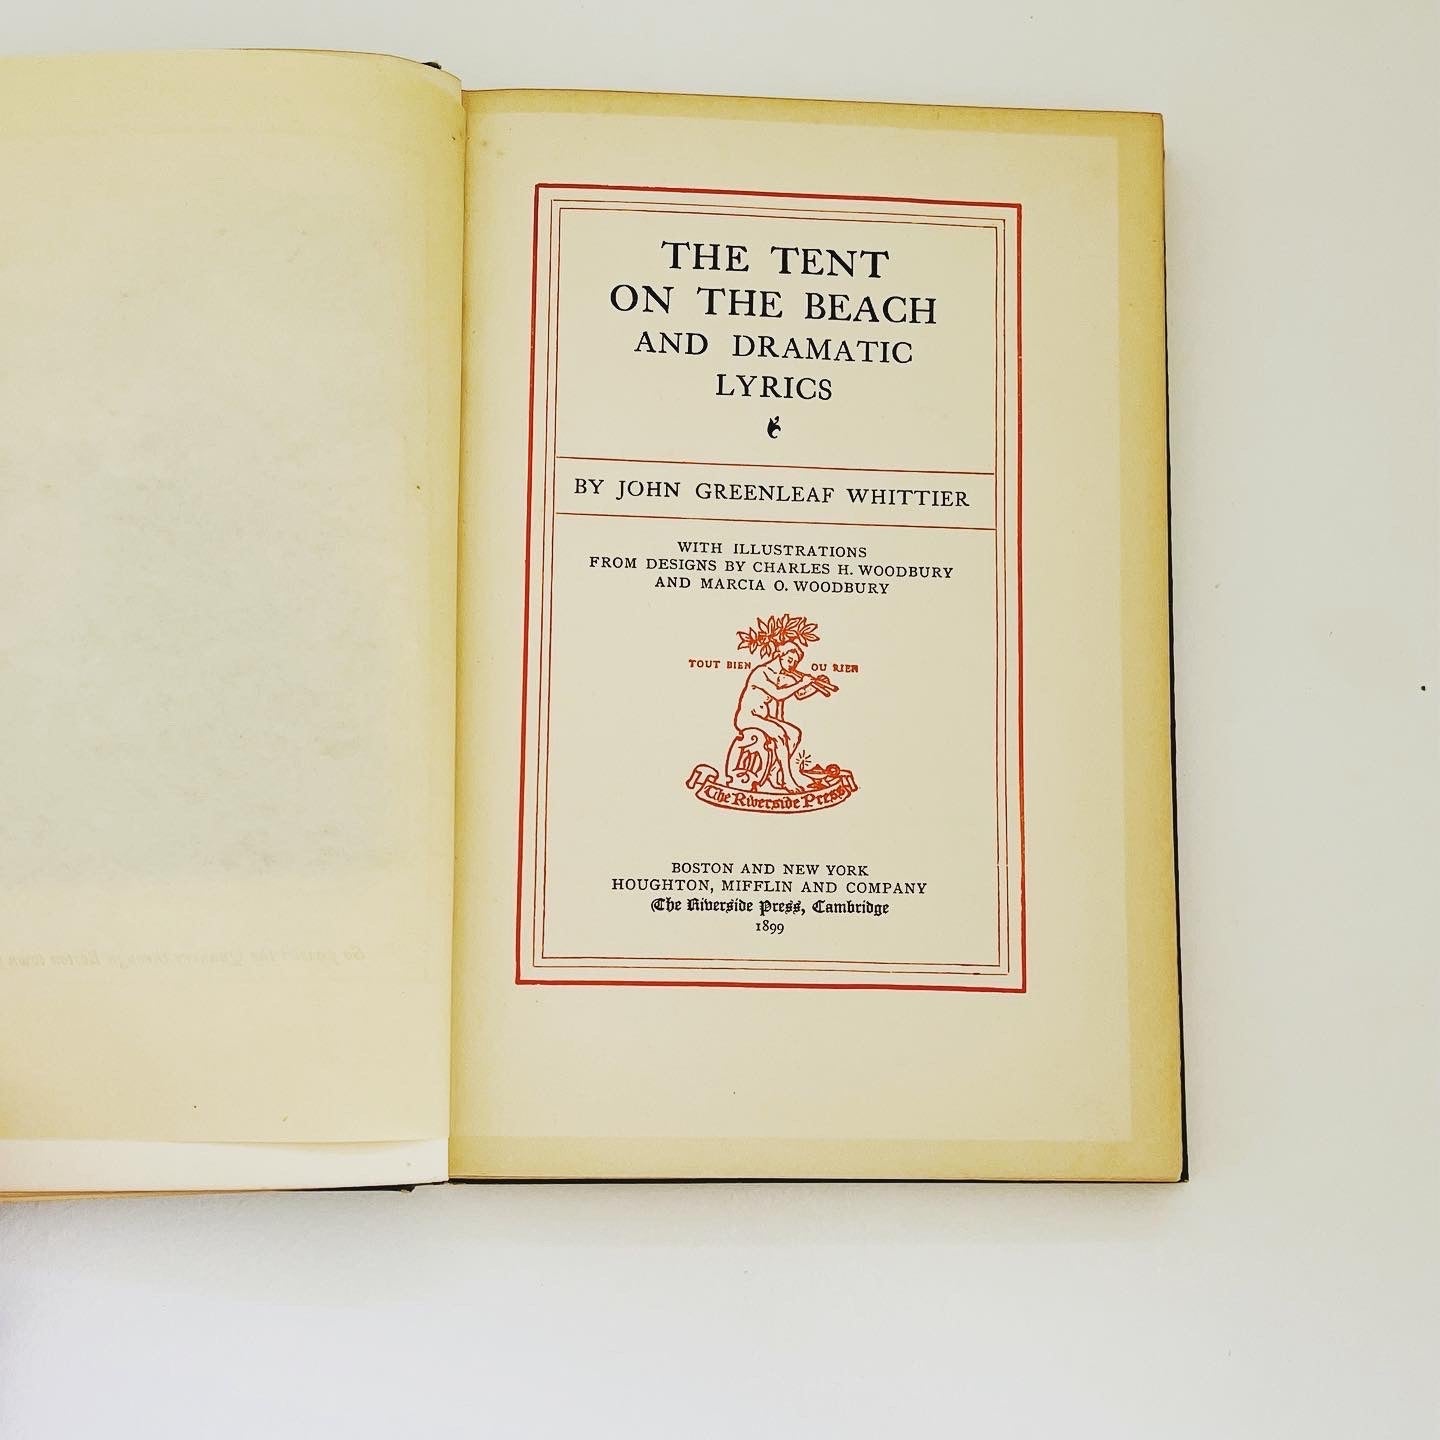 THE TENT
ON THE BEACH
AND DRAMATIC
LYRICS
BY JOHN GREENLEAF WHITTIER
WITH ILLUSTRATIONS
FROM DESIGNS BY CHARLES H. WOODBURY
AND MARCIA O. WOODBURY
TOUT BIEN OU RIEN
The Riverside Press
BOSTON AND NEW YORK
HOUGHTON, MIFFLIN AND COMPANY
The Riverside Press, Cambridge
1899